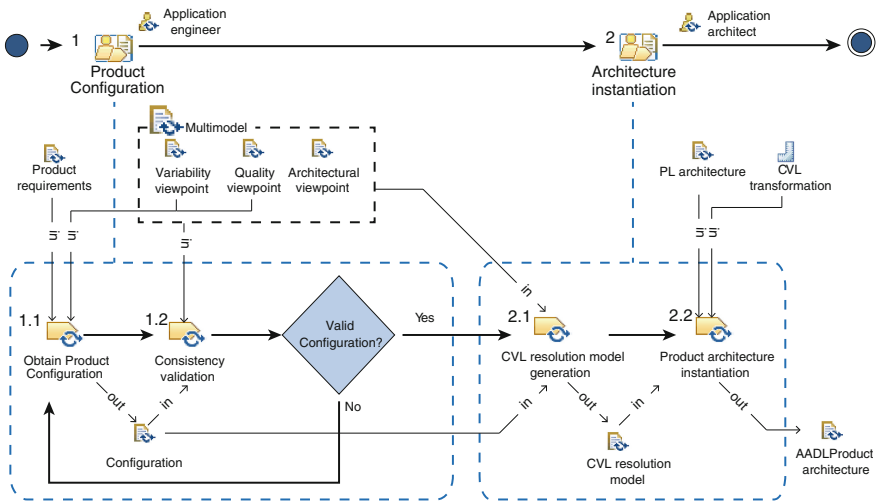 Application
engineer
Application
architect
1
2
Product
Configuration
Architecture
instantiation
Multimodel
Product
requirements
Variability
viewpoint
Quality
viewpoint
Architectural
viewpoint
PL architecture
CVL
transformation
in
in
in
in
in
in
1.1
1.2
2.1
2.2
Valid
Configuration?
Yes
No
Obtain Product
Configuration
Consistency
validation
CVL resolution model
generation
Product architecture
instantiation
out
in
in
out
in
out
Configuration
CVL resolution
model
AADLProduct
architecture